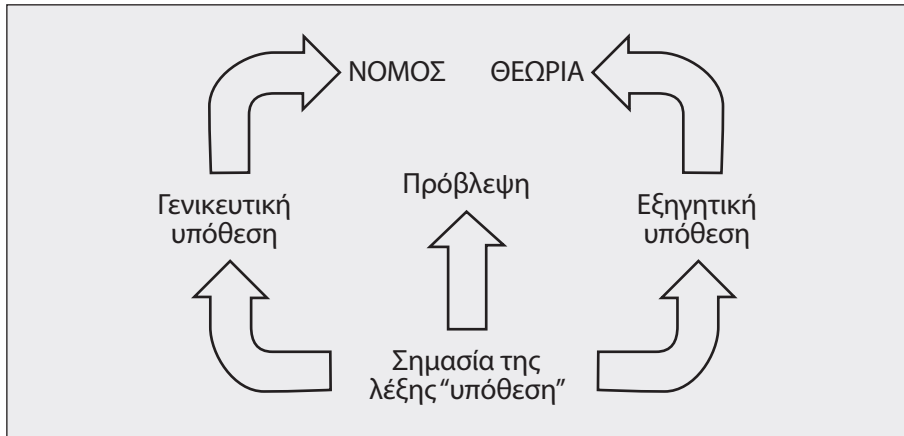 ΝΟΜΟΣ ΘΕΩΡΙΑ
Πρόβλεψη
Γενικευτική
υπόθεση
Εξηγητική
υπόθεση
Σημασία της
λέξης “υπόθεση”